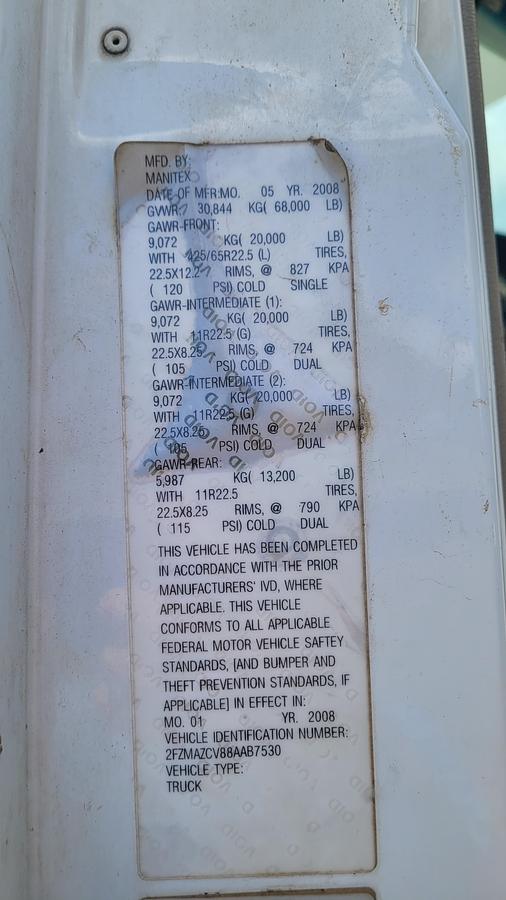 MFD. BY:
MANITEX
DATE OF MFR:MO. 05 YR. 2008
GVWR: 30,844 KG( 68,000 LB)
GAWR-FRONT:
9,072 KG( 20,000 LB)
WITH 425/65R22.5 (L) TIRES,
22.5X12.2 RIMS, @ 827 KPA
( 120 PSI) COLD SINGLE
GAWR-INTERMEDIATE (1):
9,072 KG( 20,000 LB)
WITH 11R22.5 (G) TIRES,
22.5X8.25 RIMS, @ 724 KPA
( 105 PSI) COLD DUAL
GAWR-INTERMEDIATE (2):
9,072 KG( 20,000 LB)
WITH 11R22.5 (G) TIRES,
22.5X8.25 RIMS, @ 724 KPA
( 105 PSI) COLD DUAL
GAWR-REAR:
5,987 KG( 13,200 LB)
WITH 11R22.5 TIRES,
22.5X8.25 RIMS, @ 790 KPA
( 115 PSI) COLD DUAL
THIS VEHICLE HAS BEEN COMPLETED
IN ACCORDANCE WITH THE PRIOR
MANUFACTURERS' IVD, WHERE
APPLICABLE. THIS VEHICLE
CONFORMS TO ALL APPLICABLE
FEDERAL MOTOR VEHICLE SAFTEY
STANDARDS, [AND BUMPER AND
THEFT PREVENTION STANDARDS, IF
APPLICABLE] IN EFFECT IN:
MO. 01 YR. 2008
VEHICLE IDENTIFICATION NUMBER:
2FZMAZCV88AAB7530
VEHICLE TYPE:
TRUCK